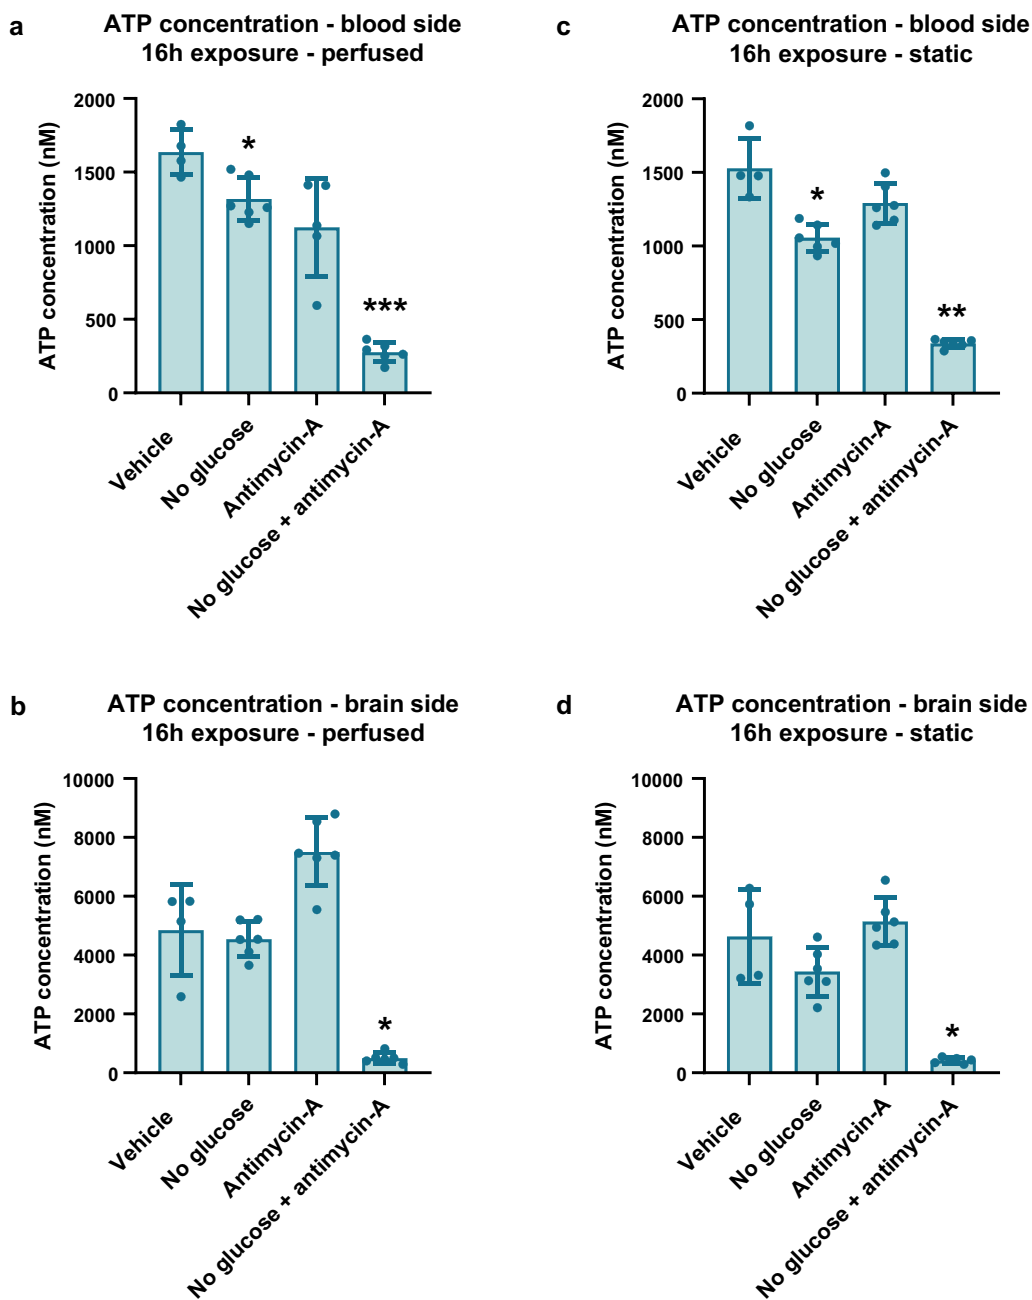 a
ATP concentration - blood side
16h exposure - perfused
ATP concentration (nM)
2000
1500
1000
500
0
*
***
Vehicle
No glucose
Antimycin-A
No glucose + antimycin-A
c
ATP concentration - blood side
16h exposure - static
ATP concentration (nM)
2000
1500
1000
500
0
*
**
Vehicle
No glucose
Antimycin-A
No glucose + antimycin-A
b
ATP concentration - brain side
16h exposure - perfused
ATP concentration (nM)
10000
8000
6000
4000
2000
0
*
Vehicle
No glucose
Antimycin-A
No glucose + antimycin-A
d
ATP concentration - brain side
16h exposure - static
ATP concentration (nM)
10000
8000
6000
4000
2000
0
*
Vehicle
No glucose
Antimycin-A
No glucose + antimycin-A